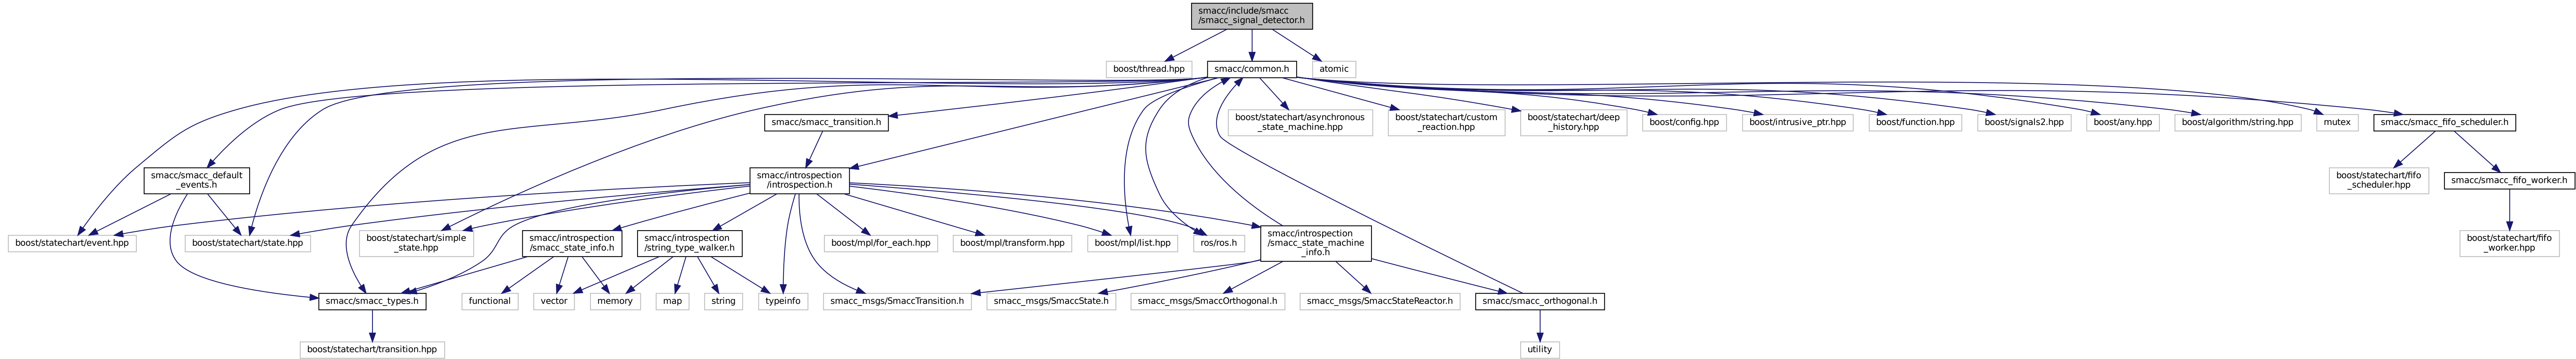 smacc/include/smacc
/smacc_signal_detector.h
boost/thread.hpp
smacc/common.h
atomic
smacc/smacc_transition.h
boost/statechart/asynchronous
_state_machine.hpp
boost/statechart/custom
_reaction.hpp
boost/statechart/deep
_history.hpp
boost/config.hpp
boost/intrusive_ptr.hpp
boost/function.hpp
boost/signals2.hpp
boost/any.hpp
boost/algorithm/string.hpp
mutex
smacc/smacc_fifo_scheduler.h
smacc/smacc_default
_events.h
smacc/introspection
/introspection.h
boost/statechart/fifo
_scheduler.hpp
smacc/smacc_fifo_worker.h
boost/statechart/event.hpp
boost/statechart/state.hpp
boost/statechart/simple
_state.hpp
smacc/introspection
/smacc_state_info.h
smacc/introspection
/string_type_walker.h
boost/mpl/for_each.hpp
boost/mpl/transform.hpp
boost/mpl/list.hpp
ros/ros.h
smacc/introspection
/smacc_state_machine
_info.h
boost/statechart/fifo
_worker.hpp
smacc/smacc_types.h
functional
vector
memory
map
string
typeinfo
smacc_msgs/SmaccTransition.h
smacc_msgs/SmaccState.h
smacc_msgs/SmaccOrthogonal.h
smacc_msgs/SmaccStateReactor.h
smacc/smacc_orthogonal.h
boost/statechart/transition.hpp
utility